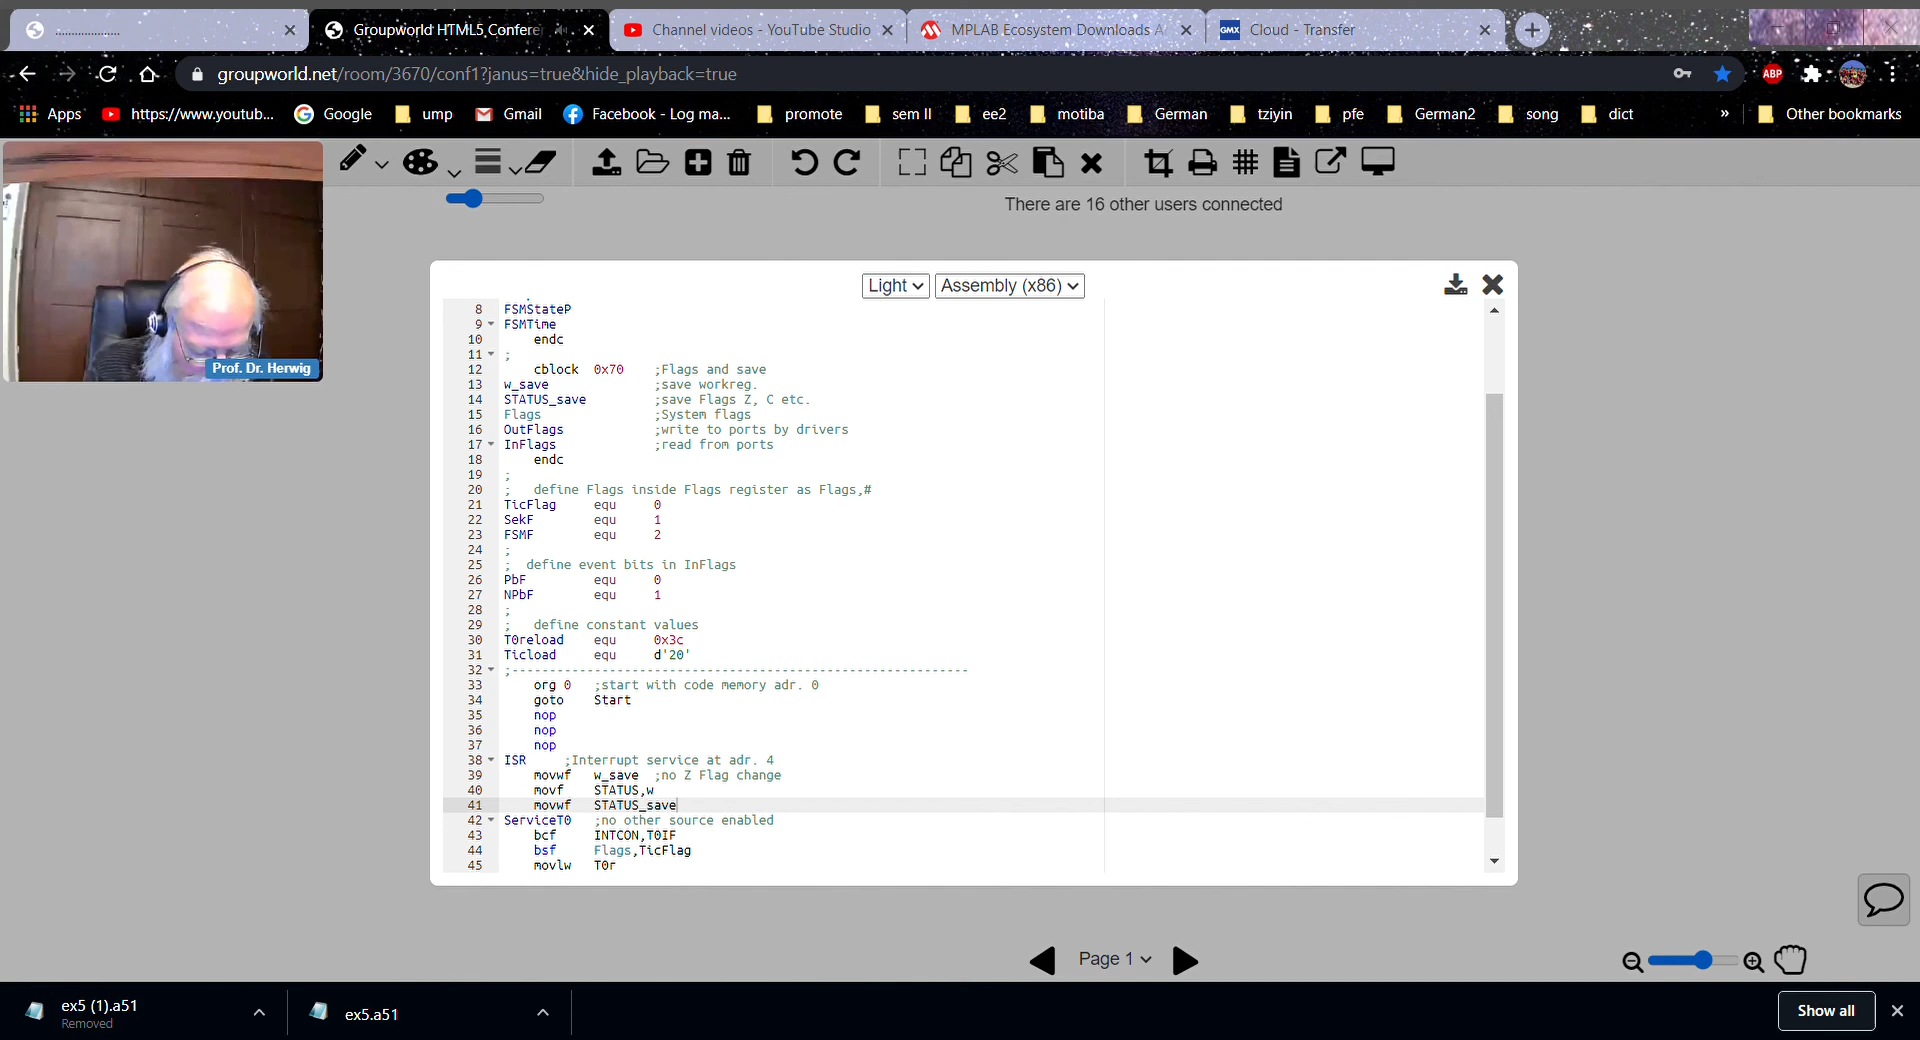 ....................
Groupworld HTML5 Confere
Channel videos - YouTube Studio
MPLAB Ecosystem Downloads A
GMX
Cloud - Transfer
groupworld.net/room/3670/conf1?janus=true&hide_playback=true
ABP
Apps
https://www.youtub...
Google
ump
Gmail
Facebook - Log ma...
promote
sem II
ee2
motiba
German
tziyin
pfe
German2
song
dict
»
Other bookmarks
There are 16 other users connected
Prof. Dr. Herwig
Light
Assembly (x86)
8 FSMStateP
9 FSMTime
10 endc
11 ;
12 cblock 0x70 ;Flags and save
13 w_save ;save workreg.
14 STATUS_save ;save Flags Z, C etc.
15 Flags ;System flags
16 OutFlags ;write to ports by drivers
17 InFlags ;read from ports
18 endc
19 ;
20 ; define Flags inside Flags register as Flags,#
21 TicFlag equ 0
22 SekF equ 1
23 FSMF equ 2
24 ;
25 ; define event bits in InFlags
26 PbF equ 0
27 NPbF equ 1
28 ;
29 ; define constant values
30 T0reload equ 0x3c
31 Ticload equ d'20'
32 ;-------------------------------------------------------------
33 org 0 ;start with code memory adr. 0
34 goto Start
35 nop
36 nop
37 nop
38 ISR ;Interrupt service at adr. 4
39 movwf w_save ;no Z Flag change
40 movf STATUS,w
41 movwf STATUS_save
42 ServiceT0 ;no other source enabled
43 bcf INTCON,T0IF
44 bsf Flags,TicFlag
45 movlw T0r
Page 1
ex5 (1).a51
Removed
ex5.a51
Show all